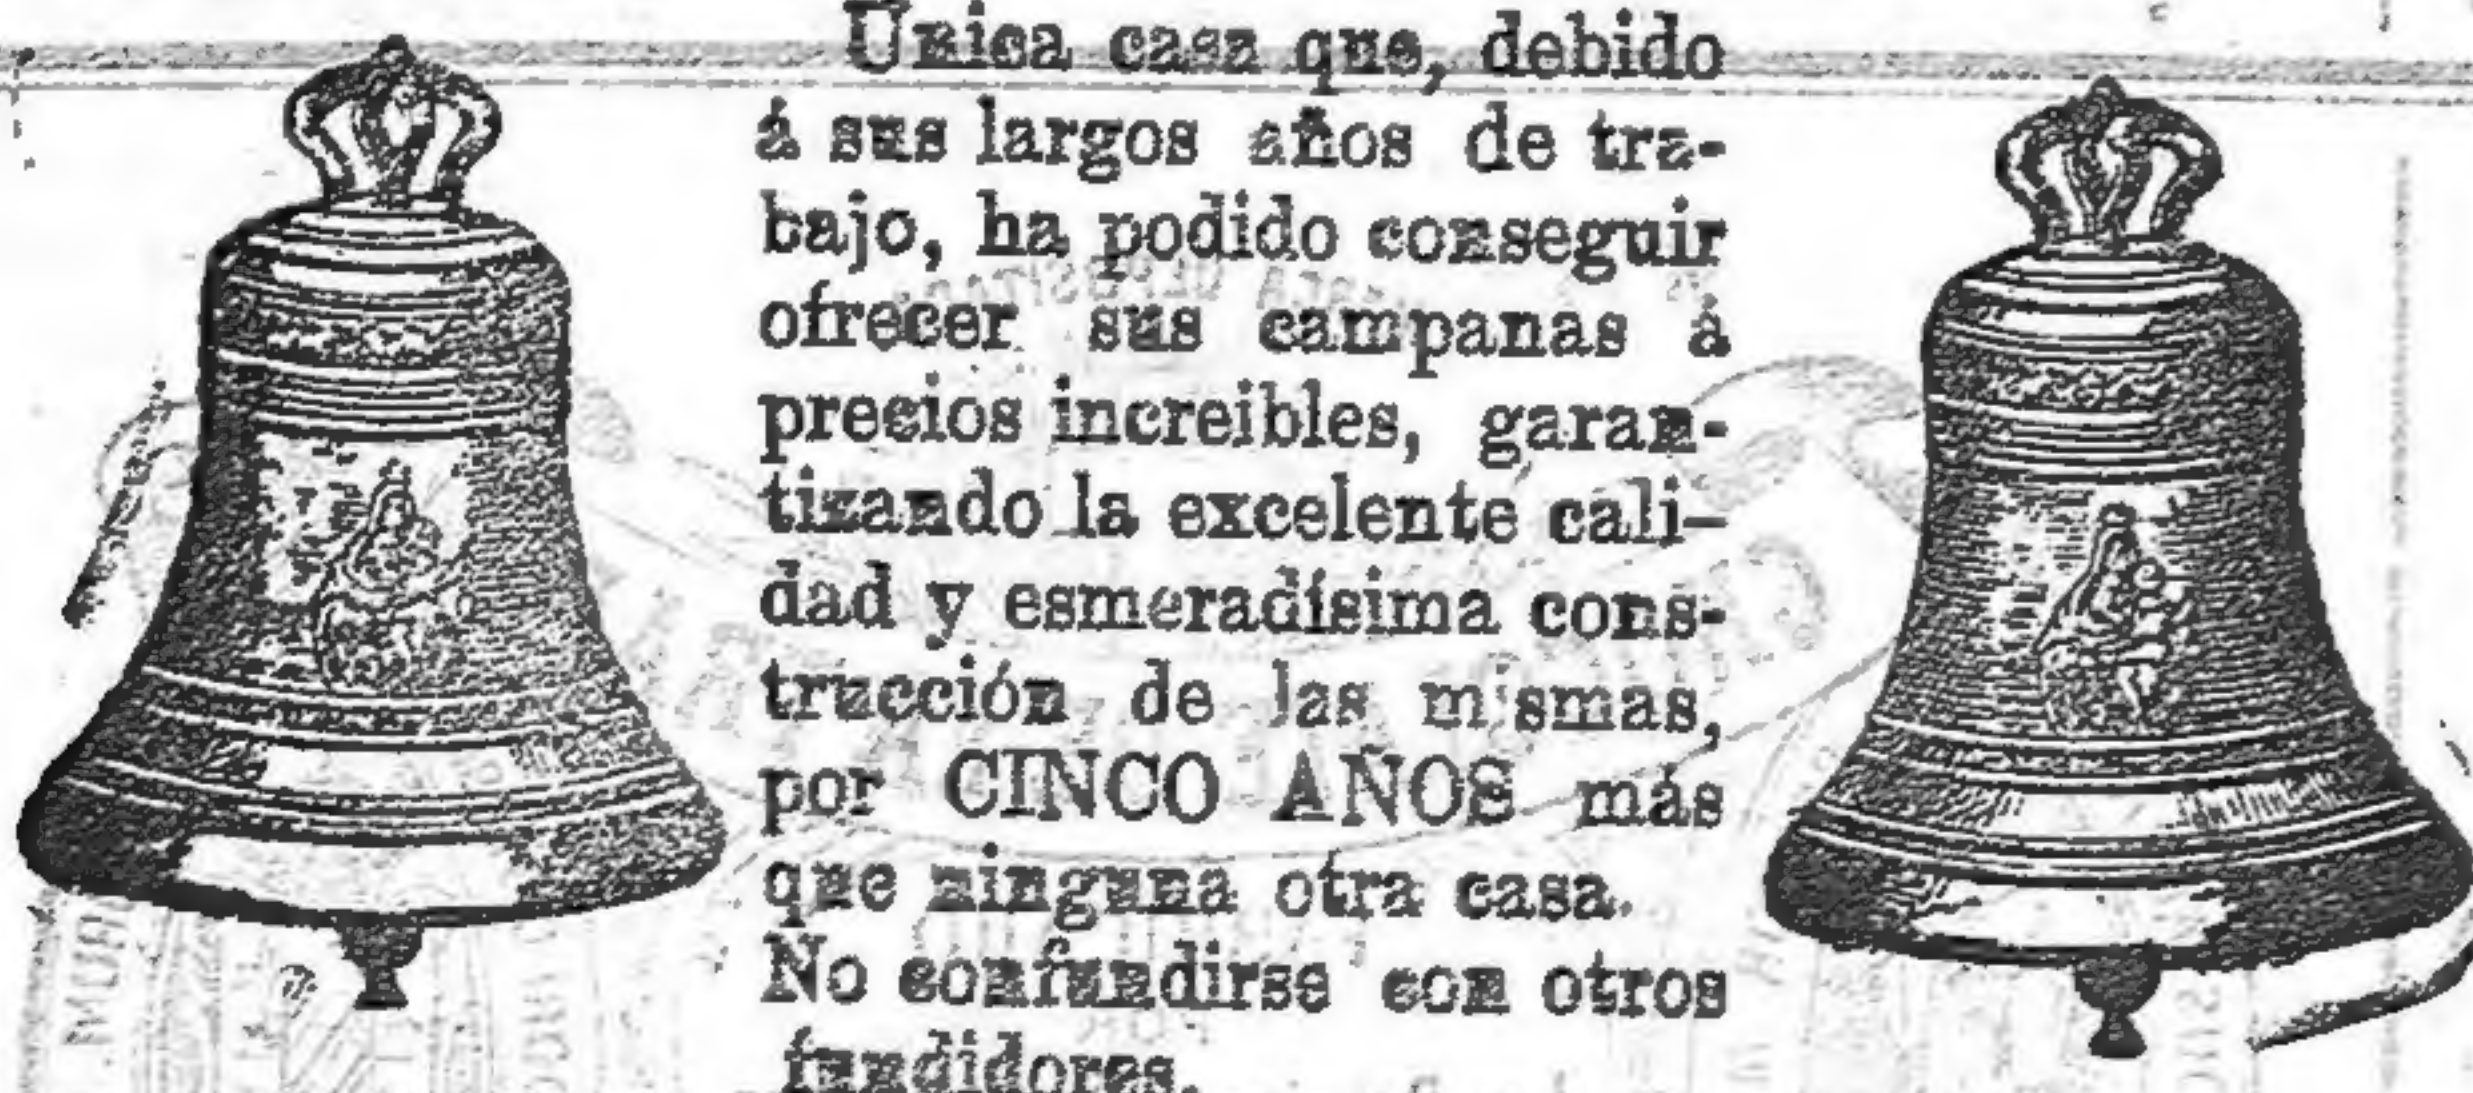 Unica casa que, debido
á sus largos años de tra-
bajo, ha podido conseguir
ofrecer sus campanas á
precios increibles, garan-
tizando la excelente cali-
dad y esmeradísima cons-
trucción de las mismas,
por CINCO AÑOS más
que ninguna otra casa.
No confundirse con otros
fundidores.